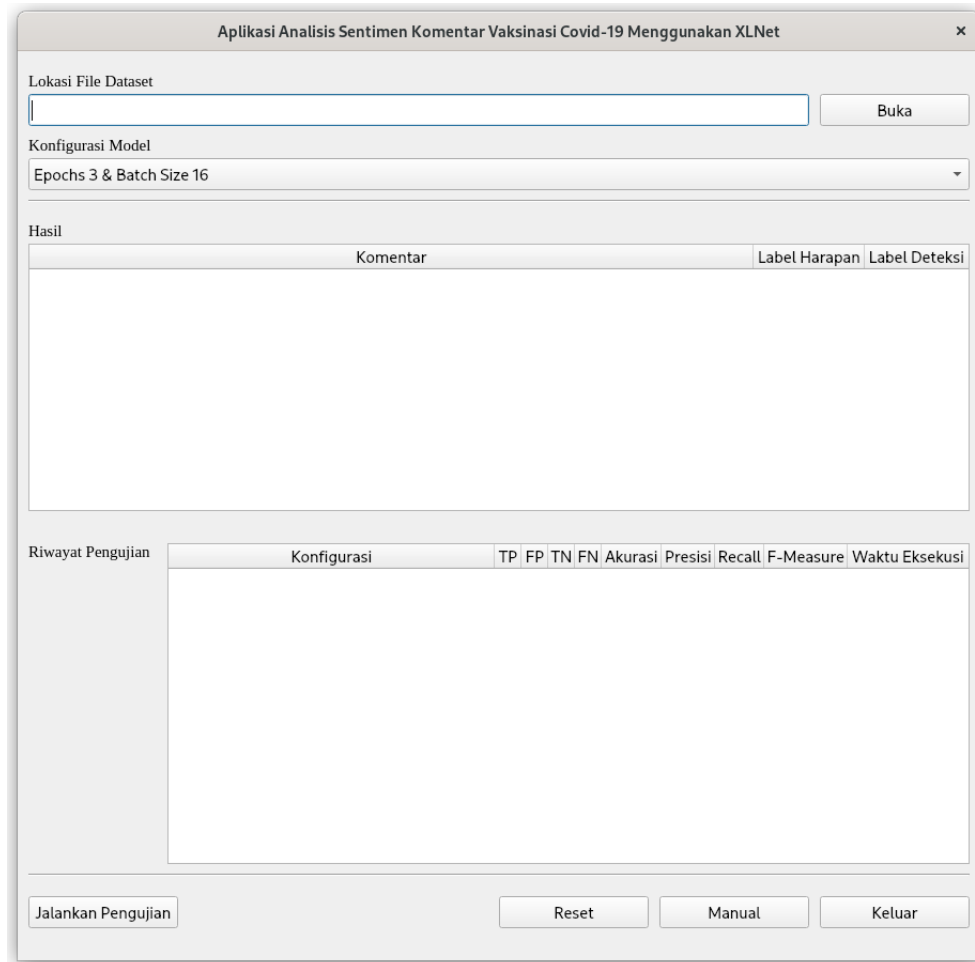 Aplikasi Analisis Sentimen Komentar Vaksinasi Covid-19 Menggunakan XLNet ×
Lokasi File Dataset
Buka
Konfigurasi Model
Epochs 3 & Batch Size 16
Hasil
Komentar Label Harapan Label Deteksi
Riwayat Pengujian Konfigurasi TP FP TN FN Akurasi Presisi Recall F-Measure Waktu Eksekusi
Jalankan Pengujian Reset Manual Keluar